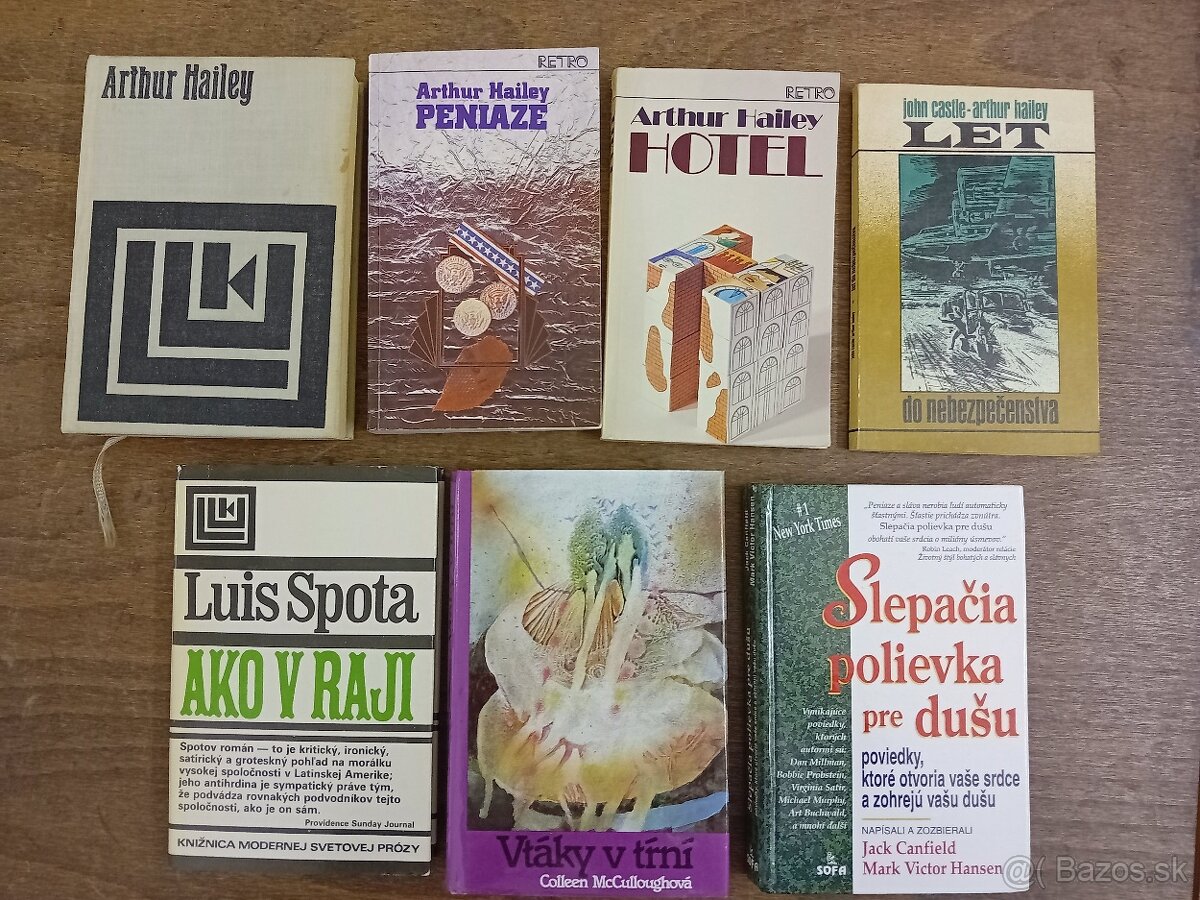 Arthur Hailey
RETRO
Arthur Hailey
PENIAZE
RETRO
Arthur Hailey
HOTEL
john castle-arthur hailey
LET
do nebezpečenstva
Luis Spota
AKO V RAJI
Spotov román — to je kritický, ironický,
satirický a groteskný pohľad na morálku
vysokej spoločnosti v Latinskej Amerike;
jeho antihrdina je sympatický práve tým,
že podvádza rovnakých podvodníkov tejto
spoločnosti, ako je on sám.
Providence Sunday Journal
KNIŽNICA MODERNEJ SVETOVEJ PRÓZY
Vtáky v tŕní
Colleen McCulloughová
#1
New York Times
„Peniaze a sláva nerobia ľudí automaticky
šťastnými. Šťastie prichádza zvnútra.
Slepačia polievka pre dušu
obohatí vaše srdcia o milióny úsmevov."
Robin Leach, moderátor relácie
Životný štýl bohatých a slávnych
Slepačia
polievka
pre dušu
poviedky,
ktoré otvoria vaše srdce
a zohrejú vašu dušu
Vynikajúce
poviedky,
ktorých
autormi sú:
Dan Millman,
Bobbie Probstein,
Virginia Satir,
Michael Murphy,
Art Buchwald,
a mnohí ďalší
NAPÍSALI A ZOZBIERALI
Jack Canfield
Mark Victor Hansen
SOFA
Bazos.sk